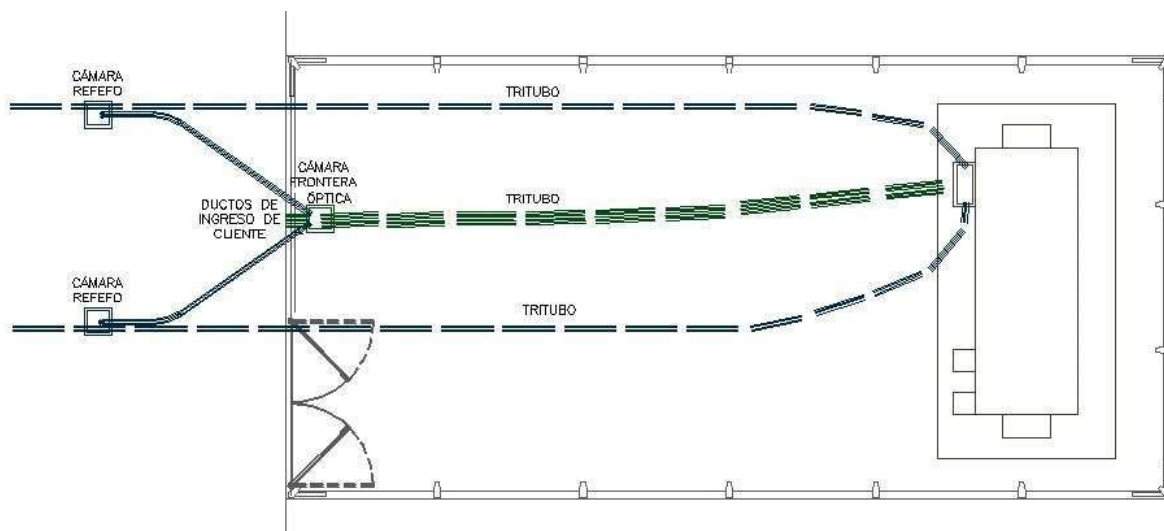 CÁMARA
REFEFO
TRITUBO
CÁMARA
FRONTERA
ÓPTICA
DUCTOS DE
INGRESO DE
CLIENTE
TRITUBO
CÁMARA
REFEFO
TRITUBO